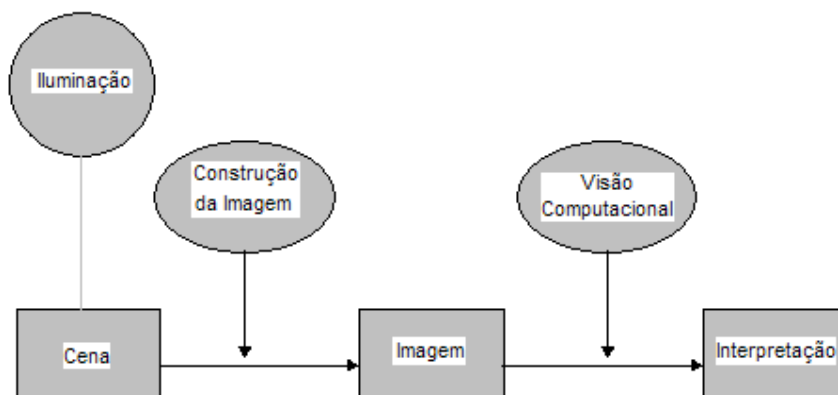 Iluminação
Construção
da Imagem
Visão
Computacional
Cena
Imagem
Interpretação